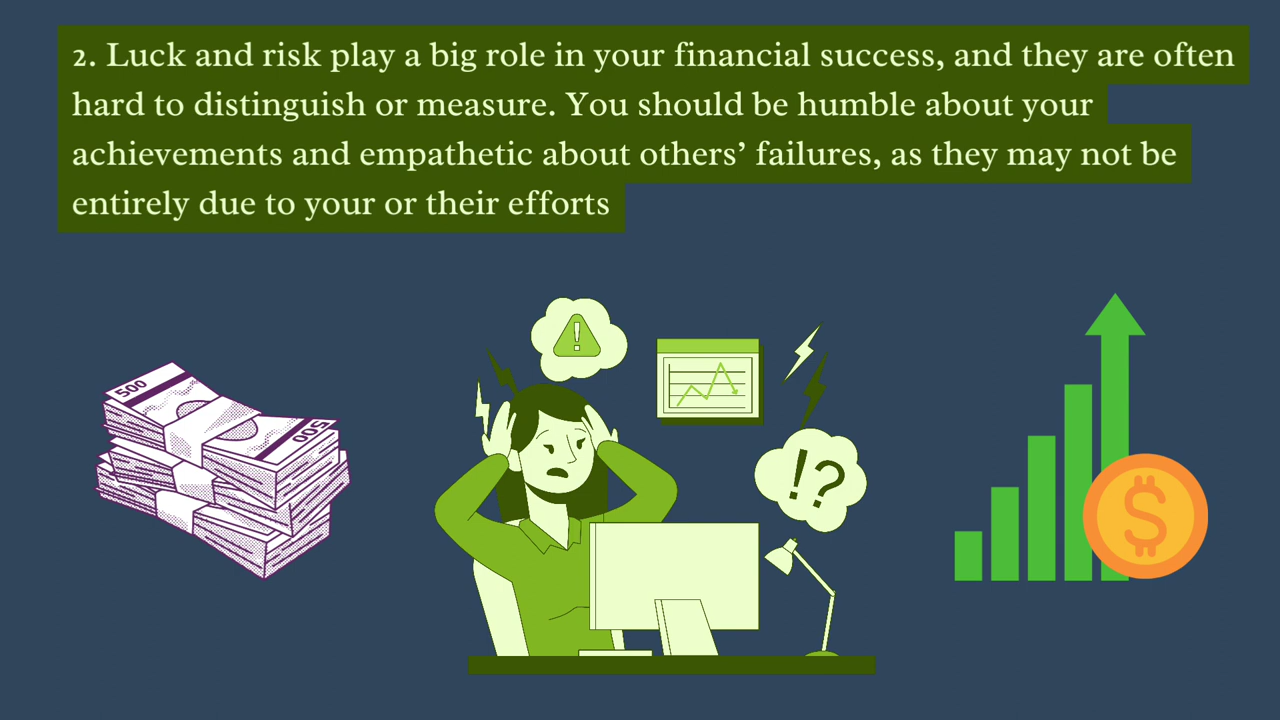 2. Luck and risk play a big role in your financial success, and they are often
hard to distinguish or measure. You should be humble about your
achievements and empathetic about others’ failures, as they may not be
entirely due to your or their efforts
500
500
!
!?
$